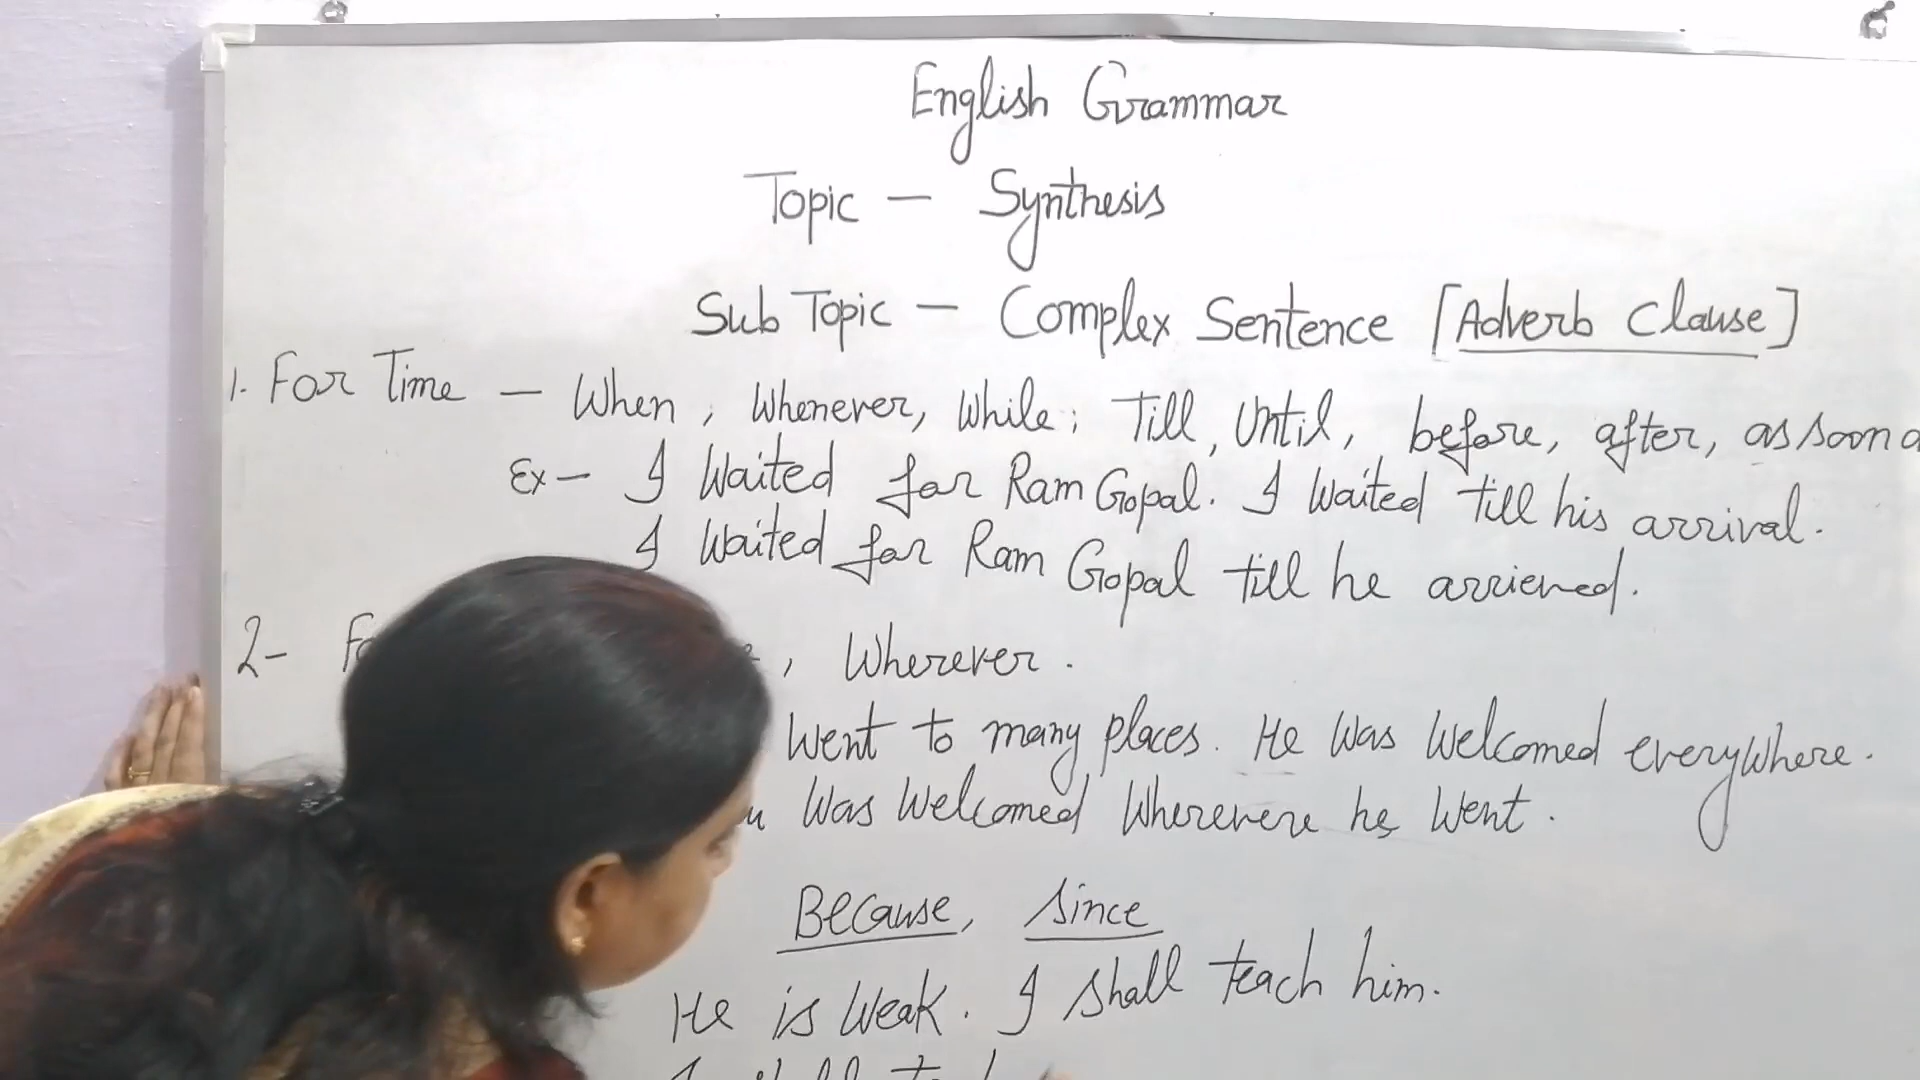 English Grammar
Topic - Synthesis
Sub Topic - Complex Sentence [Adverb Clause]
1. For Time - When, Whenever, While; Till, Until, before, after, as soon
Ex - I Waited for Ram Gopal. I Waited till his arrival.
I Waited for Ram Gopal till he arrieved.
2- , Wherever.
Went to many places. He Was Welcomed everywhere.
Was Welcomed Wherevere he Went.
Because, Since
He is Weak. I Shall teach him.